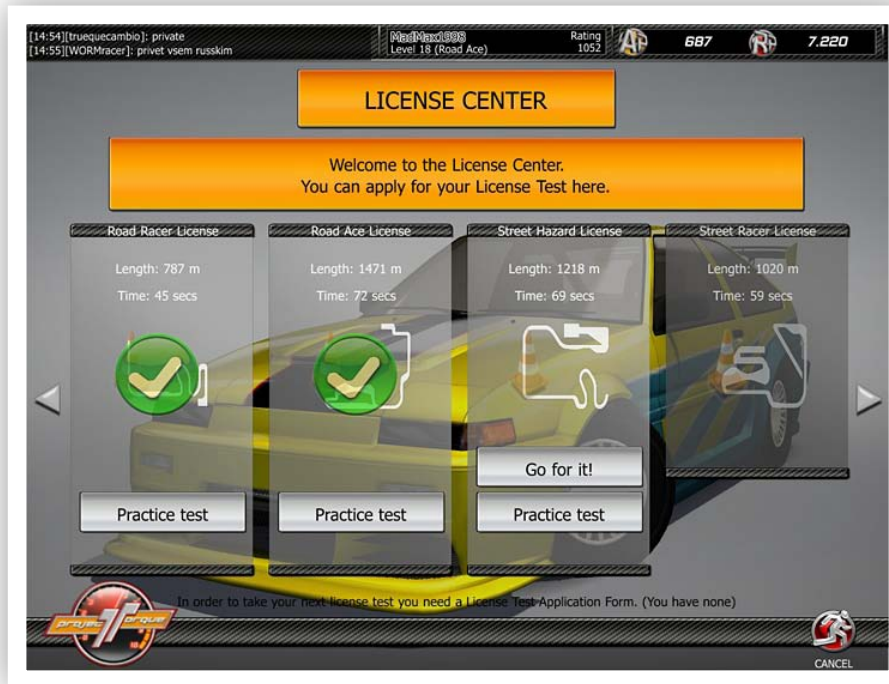 [14:54][truequecambio]: private
[14:55][WORMracer]: privet vsem russkim
MadMax1998
Level 18 (Road Ace)
Rating
1052
AP
687
RP
7.220
LICENSE CENTER
Welcome to the License Center.
You can apply for your License Test here.
Road Racer License
Length: 787 m
Time: 45 secs
Practice test
Road Ace License
Length: 1471 m
Time: 72 secs
Practice test
Street Hazard License
Length: 1218 m
Time: 69 secs
Go for it!
Practice test
Street Racer License
Length: 1020 m
Time: 59 secs
In order to take your next license test you need a License Test Application Form. (You have none)
project torque
CANCEL